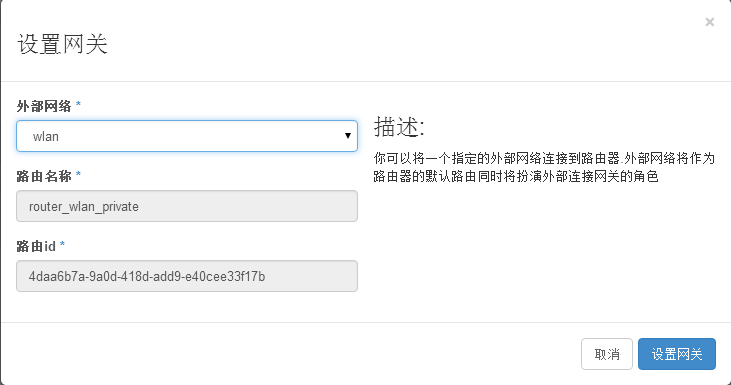 ×
设置网关
外部网络 *
wlan
路由名称 *
router_wlan_private
路由id *
4daa6b7a-9a0d-418d-add9-e40cee33f17b
描述:
你可以将一个指定的外部网络连接到路由器.外部网络将作为
路由器的默认路由同时将扮演外部连接网关的角色
取消
设置网关